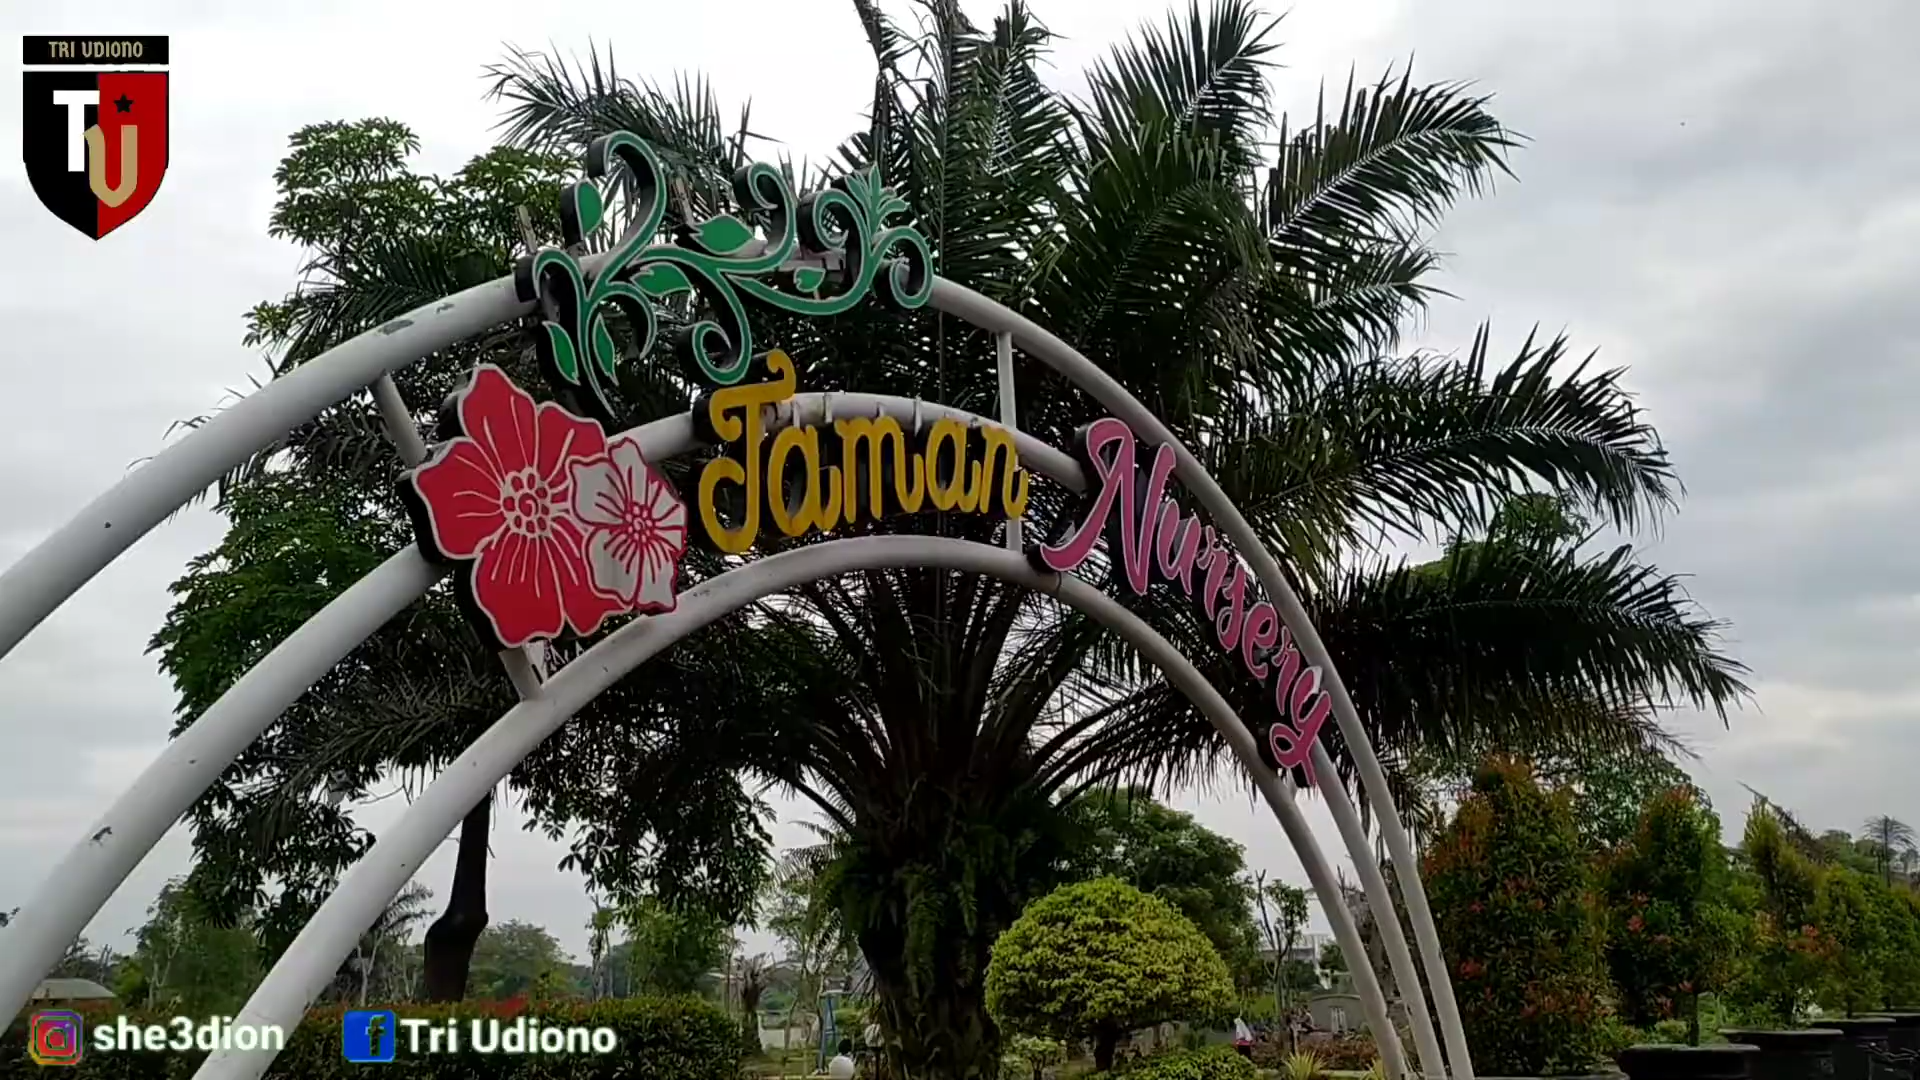 TRI UDIONO
TU
Taman
Nursery
she3dion
Tri Udiono